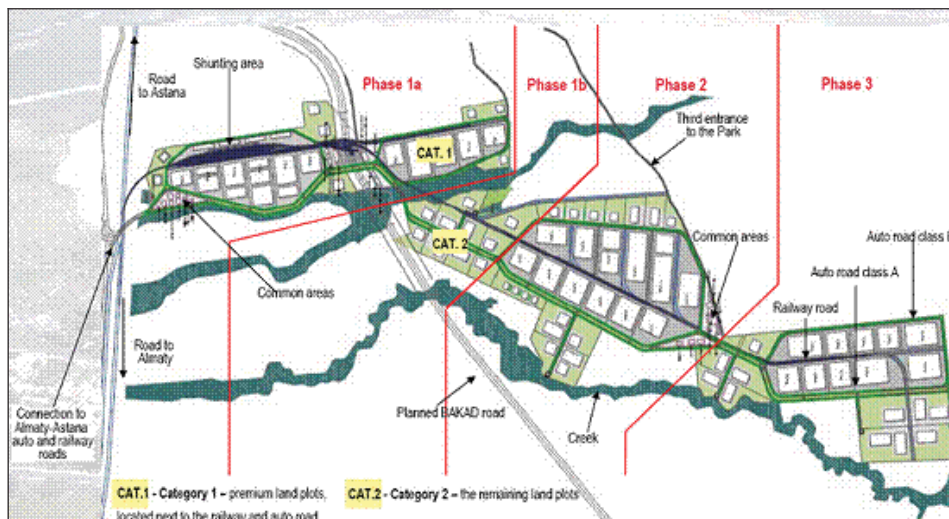 Road
to Astana
Shunting area
Phase 1a
Phase 1b
Phase 2
Phase 3
Third entrance
to the Park
CAT. 1
CAT. 2
Common areas
Common areas
Auto road class
Auto road class A
Railway road
Road to
Almaty
Connection to
Almaty-Astana
auto and railway
roads
Planned BAKAD road
Creek
CAT.1 - Category 1 – premium land plots,
located next to the railway and auto road
CAT.2 - Category 2 – the remaining land plots